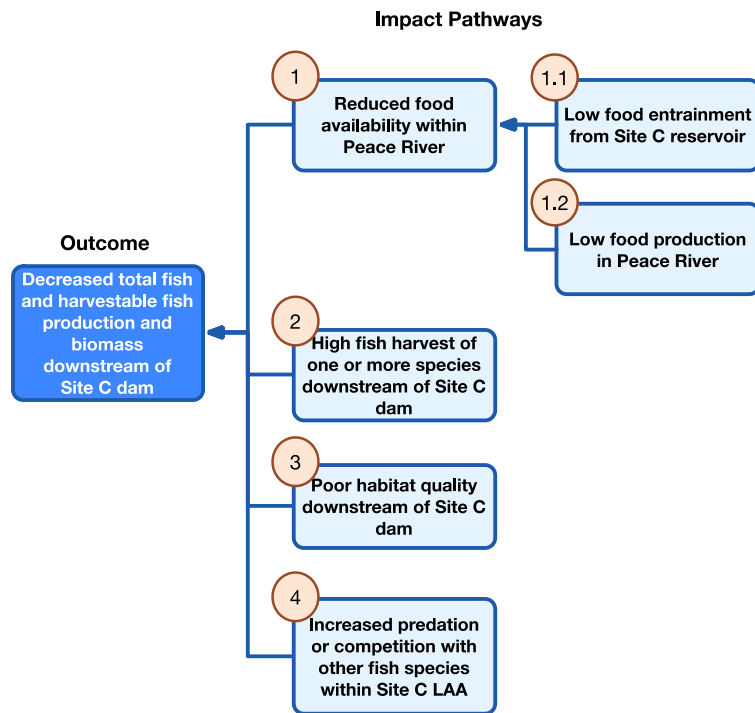 Impact Pathways
1
Reduced food
availability within
Peace River
1.1
Low food entrainment
from Site C reservoir
1.2
Low food production
in Peace River
Outcome
Decreased total fish
and harvestable fish
production and
biomass
downstream of
Site C dam
2
High fish harvest of
one or more species
downstream of Site C
dam
3
Poor habitat quality
downstream of Site C
dam
4
Increased predation
or competition with
other fish species
within Site C LAA